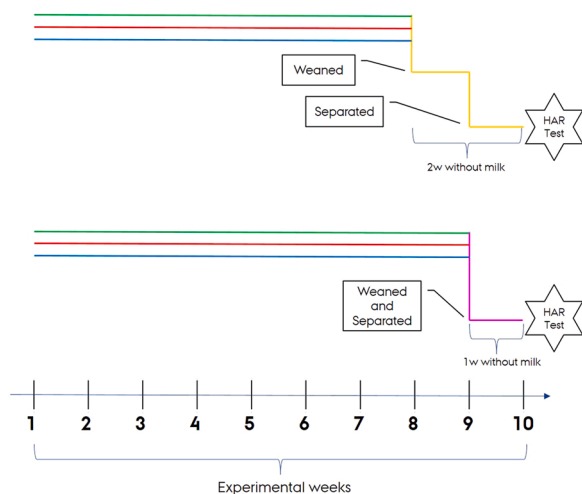 Weaned
Separated
HAR
Test
2w without milk
Weaned
and
Separated
HAR
Test
1w without milk
1 2 3 4 5 6 7 8 9 10
Experimental weeks